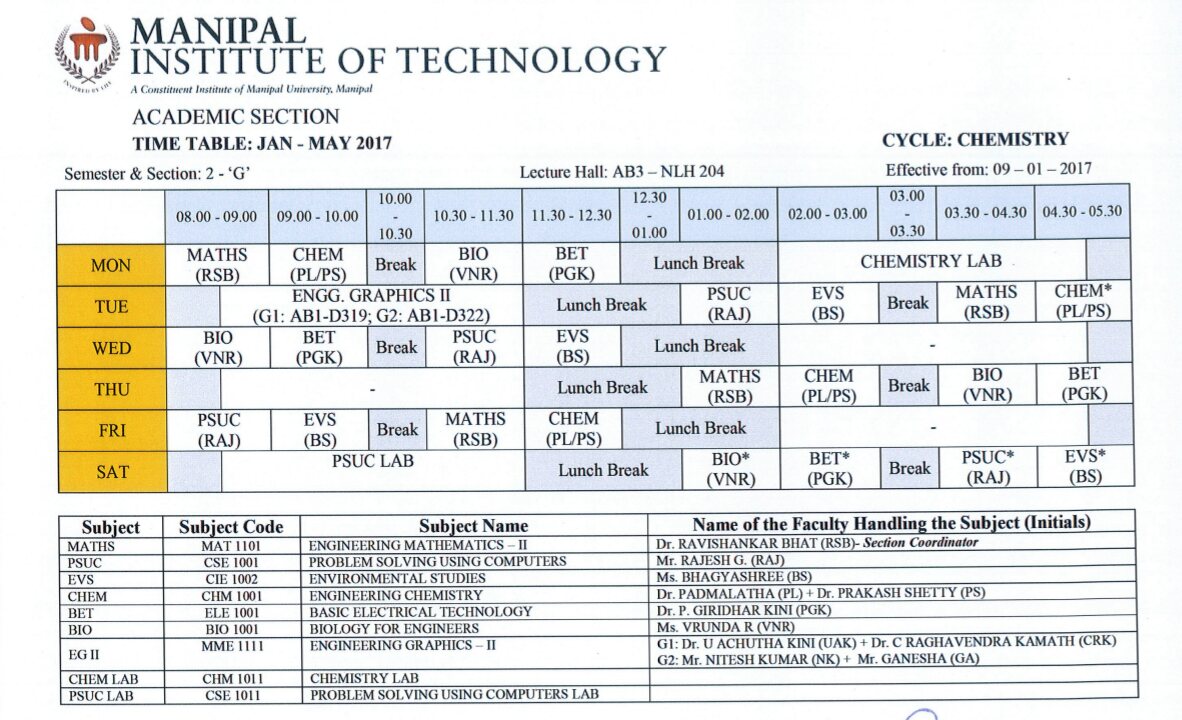 MANIPAL
INSTITUTE OF TECHNOLOGY
INSPIRED BY LIFE
A Constituent Institute of Manipal University, Manipal
ACADEMIC SECTION
TIME TABLE: JAN - MAY 2017
CYCLE: CHEMISTRY
Semester & Section: 2 - ‘G’ Lecture Hall: AB3 – NLH 204 Effective from: 09 – 01 – 2017
08.00 - 09.00 09.00 - 10.00 10.00 - 10.30 10.30 - 11.30 11.30 - 12.30 12.30 - 01.00 01.00 - 02.00 02.00 - 03.00 03.00 - 03.30 03.30 - 04.30 04.30 - 05.30
MON MATHS (RSB) CHEM (PL/PS) Break BIO (VNR) BET (PGK) Lunch Break CHEMISTRY LAB
TUE ENGG. GRAPHICS II (G1: AB1-D319; G2: AB1-D322) Lunch Break PSUC (RAJ) EVS (BS) Break MATHS (RSB) CHEM* (PL/PS)
WED BIO (VNR) BET (PGK) Break PSUC (RAJ) EVS (BS) Lunch Break -
THU - Lunch Break MATHS (RSB) CHEM (PL/PS) Break BIO (VNR) BET (PGK)
FRI PSUC (RAJ) EVS (BS) Break MATHS (RSB) CHEM (PL/PS) Lunch Break -
SAT PSUC LAB Lunch Break BIO* (VNR) BET* (PGK) Break PSUC* (RAJ) EVS* (BS)
Subject Subject Code Subject Name Name of the Faculty Handling the Subject (Initials)
MATHS MAT 1101 ENGINEERING MATHEMATICS – II Dr. RAVISHANKAR BHAT (RSB)- Section Coordinator
PSUC CSE 1001 PROBLEM SOLVING USING COMPUTERS Mr. RAJESH G. (RAJ)
EVS CIE 1002 ENVIRONMENTAL STUDIES Ms. BHAGYASHREE (BS)
CHEM CHM 1001 ENGINEERING CHEMISTRY Dr. PADMALATHA (PL) + Dr. PRAKASH SHETTY (PS)
BET ELE 1001 BASIC ELECTRICAL TECHNOLOGY Dr. P. GIRIDHAR KINI (PGK)
BIO BIO 1001 BIOLOGY FOR ENGINEERS Ms. VRUNDA R (VNR)
EG II MME 1111 ENGINEERING GRAPHICS – II G1: Dr. U ACHUTHA KINI (UAK) + Dr. C RAGHAVENDRA KAMATH (CRK)
G2: Mr. NITESH KUMAR (NK) + Mr. GANESHA (GA)
CHEM LAB CHM 1011 CHEMISTRY LAB
PSUC LAB CSE 1011 PROBLEM SOLVING USING COMPUTERS LAB